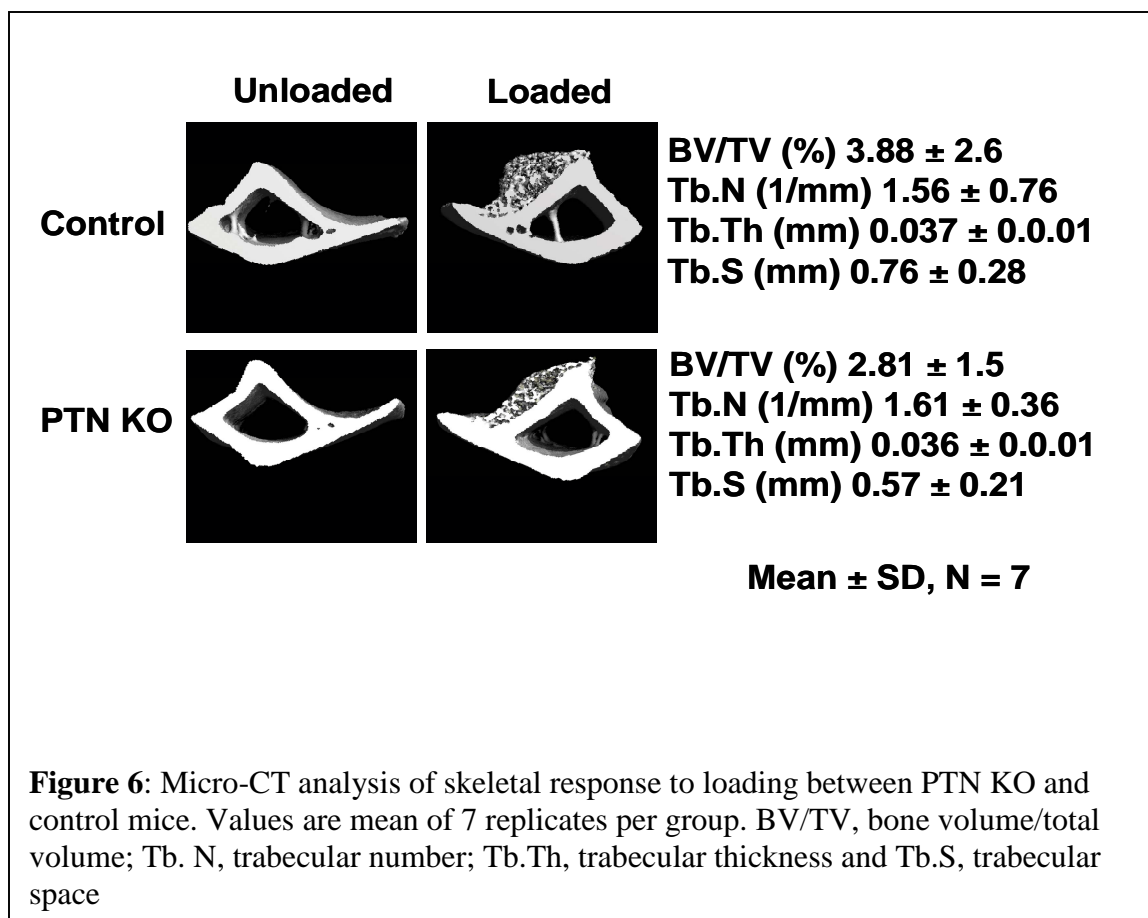 Unloaded Loaded
Control
BV/TV (%) 3.88 ± 2.6
Tb.N (1/mm) 1.56 ± 0.76
Tb.Th (mm) 0.037 ± 0.0.01
Tb.S (mm) 0.76 ± 0.28
PTN KO
BV/TV (%) 2.81 ± 1.5
Tb.N (1/mm) 1.61 ± 0.36
Tb.Th (mm) 0.036 ± 0.0.01
Tb.S (mm) 0.57 ± 0.21
Mean ± SD, N = 7
Figure 6: Micro-CT analysis of skeletal response to loading between PTN KO and
control mice. Values are mean of 7 replicates per group. BV/TV, bone volume/total
volume; Tb. N, trabecular number; Tb.Th, trabecular thickness and Tb.S, trabecular
space